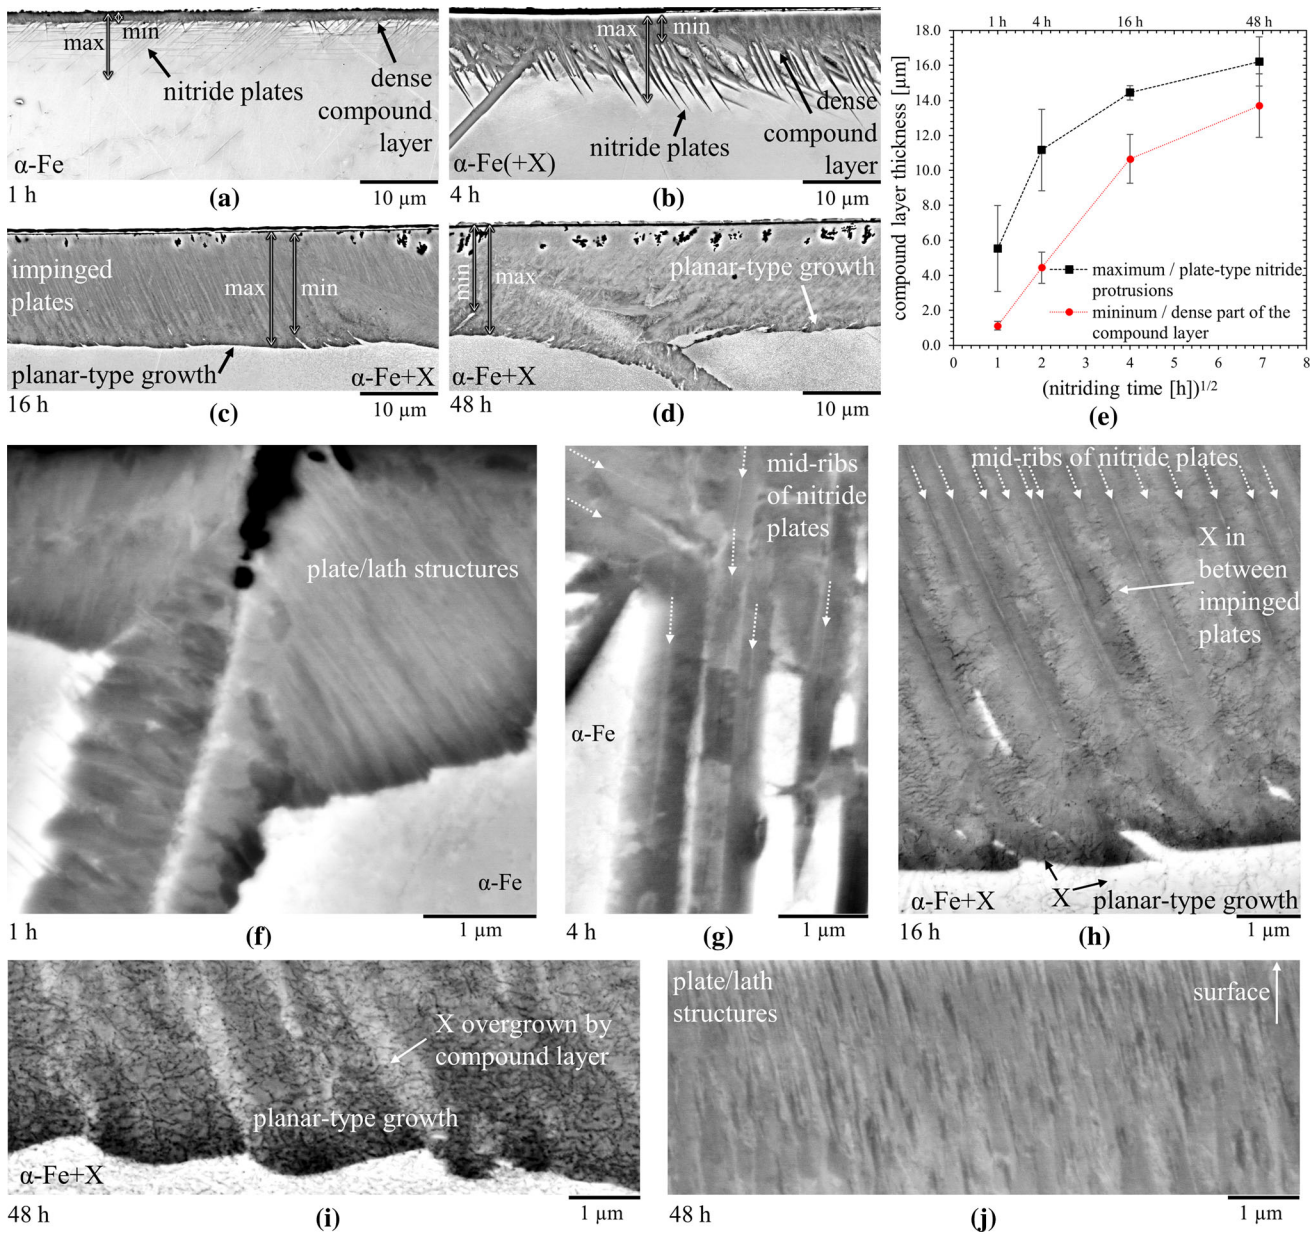 max
min
nitride plates
dense
compound
layer
α-Fe
1 h
(a)
10 µm
max
min
nitride plates
dense
compound
layer
α-Fe(+X)
4 h
(b)
10 µm
impinged
plates
max
min
planar-type growth
α-Fe+X
16 h
(c)
10 µm
min
max
planar-type growth
α-Fe+X
48 h
(d)
10 µm
1 h 4 h 16 h 48 h
compound layer thickness [µm]
18.0
16.0
14.0
12.0
10.0
8.0
6.0
4.0
2.0
0.0
maximum / plate-type nitride
protrusions
mininum / dense part of the
compound layer
0 1 2 3 4 5 6 7 8
(nitriding time [h])1/2
(e)
plate/lath structures
α-Fe
1 h
(f)
1 µm
mid-ribs
of nitride
plates
α-Fe
4 h
(g)
1 µm
mid-ribs of nitride plates
X in
between
impinged
plates
α-Fe+X
X
planar-type growth
16 h
(h)
1 µm
X overgrown by
compound layer
planar-type growth
α-Fe+X
48 h
(i)
1 µm
plate/lath
structures
surface
48 h
(j)
1 µm